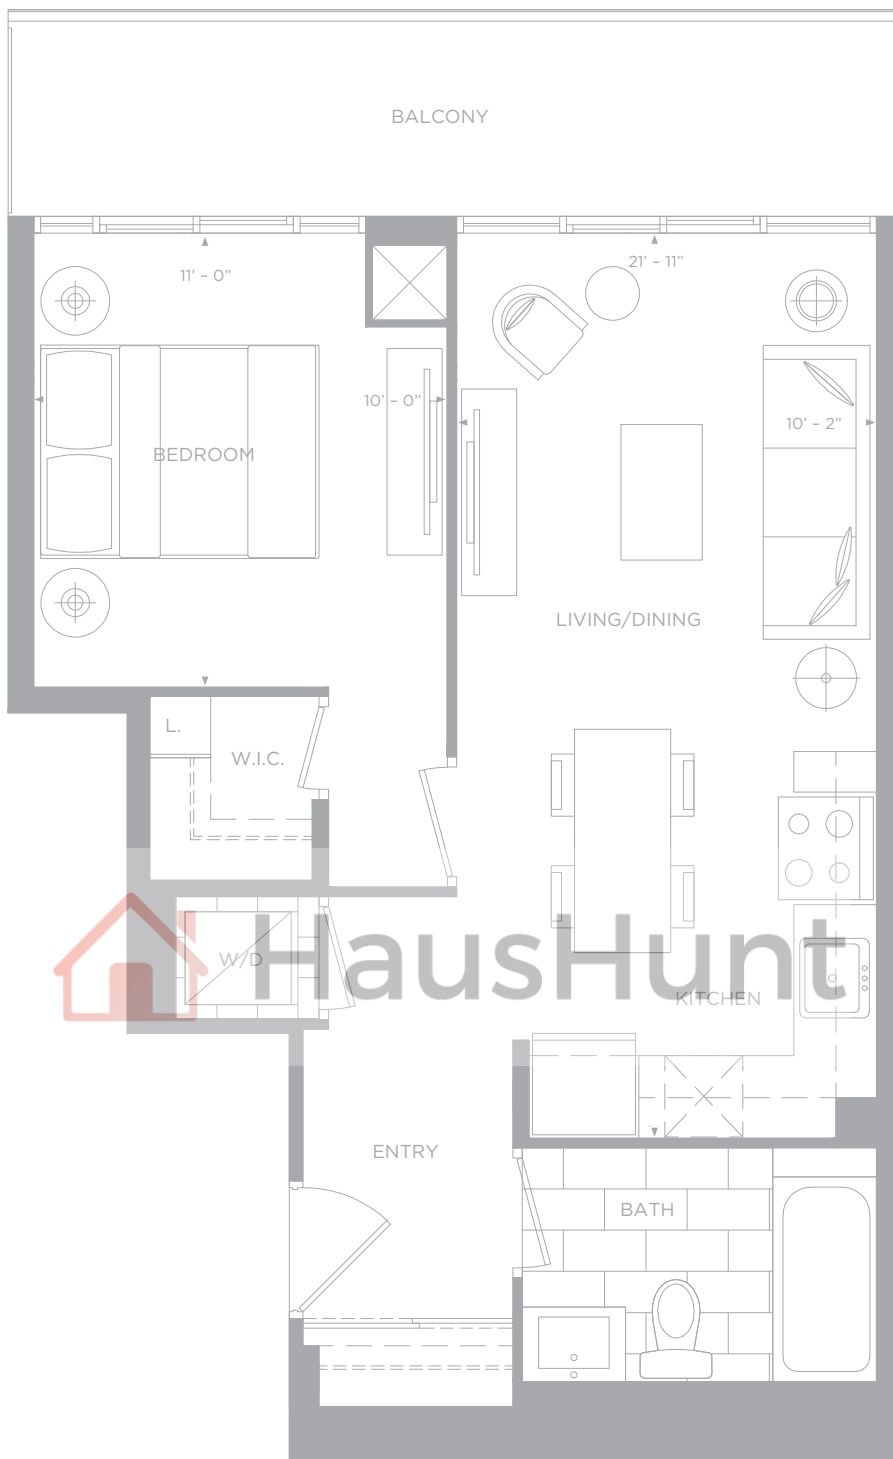 BALCONY
11’ – 0”
21’ – 11”
10’ – 0”
10’ – 2”
BEDROOM
LIVING/DINING
L.
W.I.C.
W/D
HausHunt
KITCHEN
ENTRY
BATH